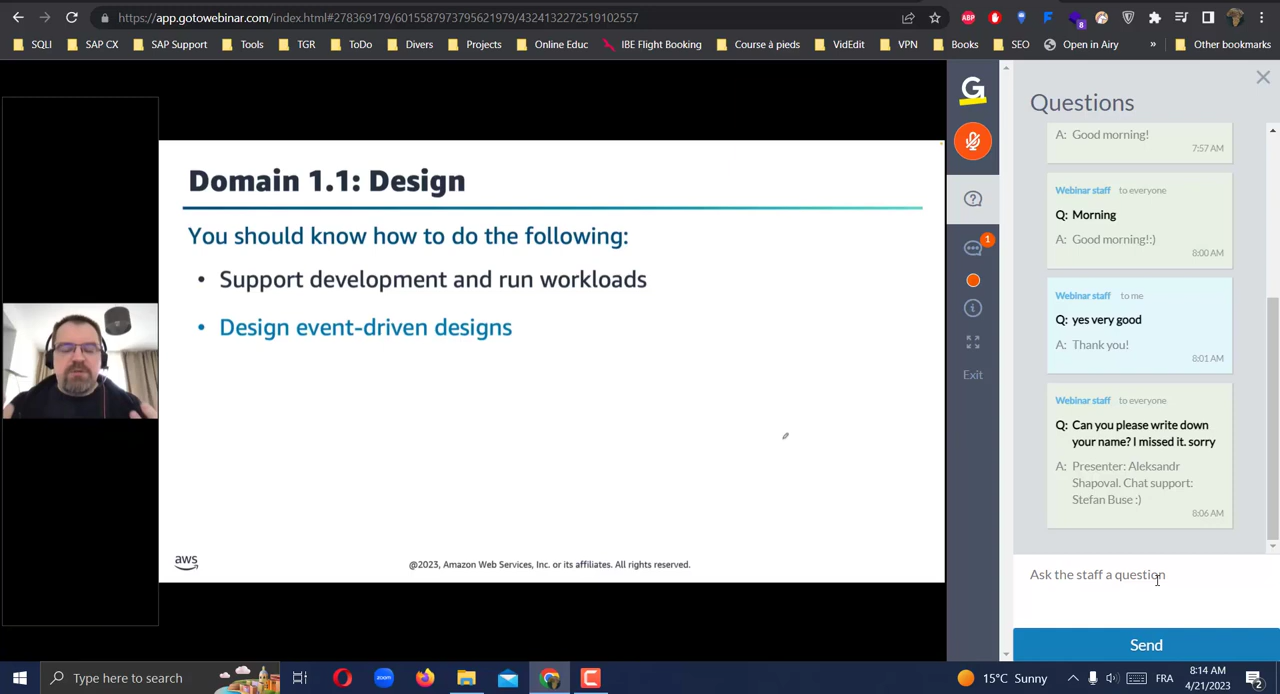 https://app.gotowebinar.com/index.html#278369179/6015587973795621979/4324132272519102557
ABP
F
8
SQLI
SAP CX
SAP Support
Tools
TGR
ToDo
Divers
Projects
Online Educ
IBE Flight Booking
Course à pieds
VidEdit
VPN
Books
SEO
Open in Airy
»
Other bookmarks
Domain 1.1: Design
You should know how to do the following:
• Support development and run workloads
• Design event-driven designs
aws
@2023, Amazon Web Services, Inc. or its affiliates. All rights reserved.
G
1
Exit
Questions
A: Good morning!
7:57 AM
Webinar staff to everyone
Q: Morning
A: Good morning!:)
8:00 AM
Webinar staff to me
Q: yes very good
A: Thank you!
8:01 AM
Webinar staff to everyone
Q: Can you please write down
your name? I missed it. sorry
A: Presenter: Aleksandr
Shapoval. Chat support:
Stefan Buse :)
8:06 AM
Ask the staff a question
Send
Type here to search
zoom
15°C Sunny
FRA
8:14 AM
4/21/2023
2